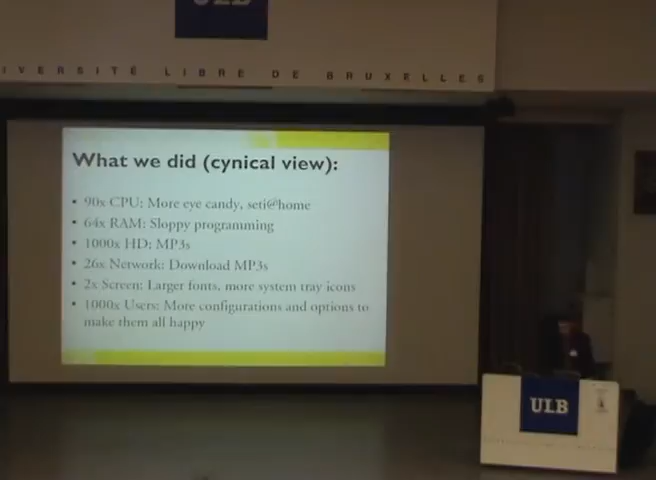 ULB
IVERSITÉ LIBRE DE BRUXELLES
What we did (cynical view):
• 90x CPU: More eye candy, seti@home
• 64x RAM: Sloppy programming
• 1000x HD: MP3s
• 26x Network: Download MP3s
• 2x Screen: Larger fonts, more system tray icons
• 1000x Users: More configurations and options to
make them all happy
ULB